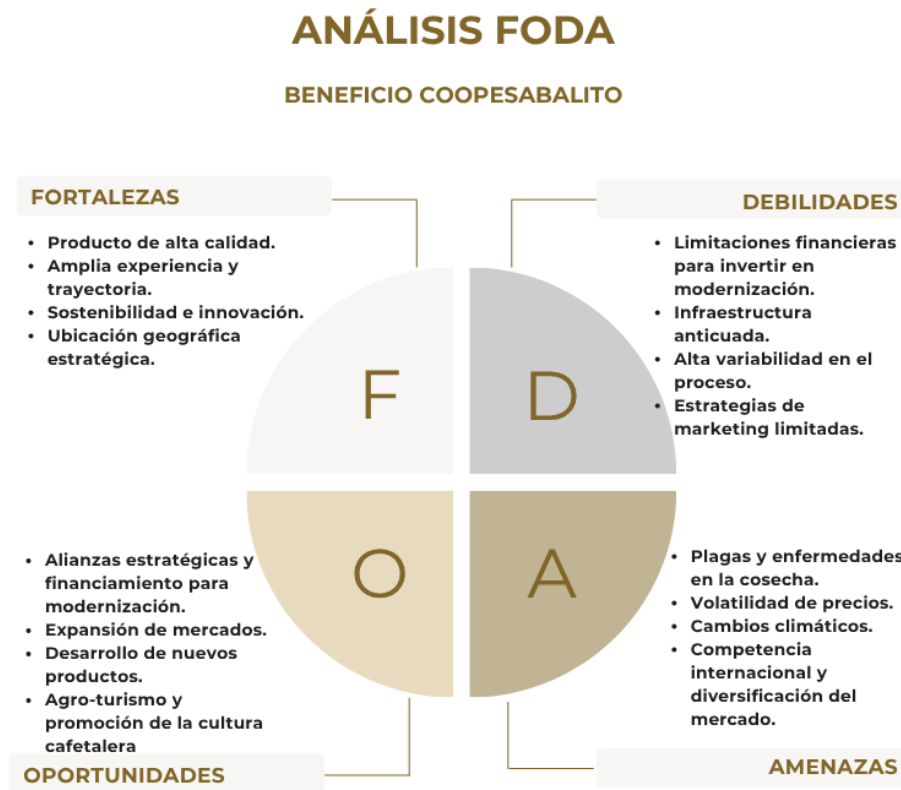 ANÁLISIS FODA
BENEFICIO COOPESABALITO
FORTALEZAS
• Producto de alta calidad.
• Amplia experiencia y
trayectoria.
• Sostenibilidad e innovación.
• Ubicación geográfica
estratégica.
DEBILIDADES
• Limitaciones financieras
para invertir en
modernización.
• Infraestructura
anticuada.
• Alta variabilidad en el
proceso.
• Estrategias de
marketing limitadas.
F
D
O
A
• Alianzas estratégicas y
financiamiento para
modernización.
• Expansión de mercados.
• Desarrollo de nuevos
productos.
• Agro-turismo y
promoción de la cultura
cafetalera
OPORTUNIDADES
• Plagas y enfermedades
en la cosecha.
• Volatilidad de precios.
• Cambios climáticos.
• Competencia
internacional y
diversificación del
mercado.
AMENAZAS